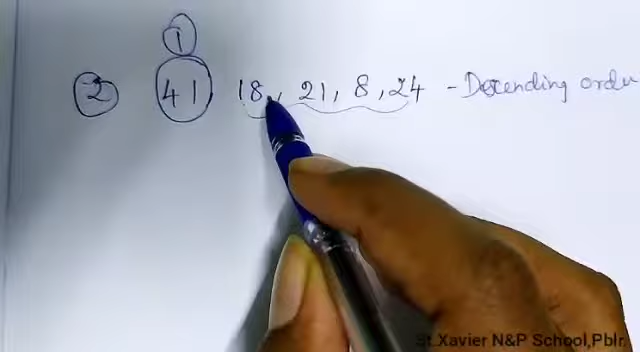 1
2 41 18, 21, 8, 24 - Descending order
St.Xavier N&P School,Pblr.